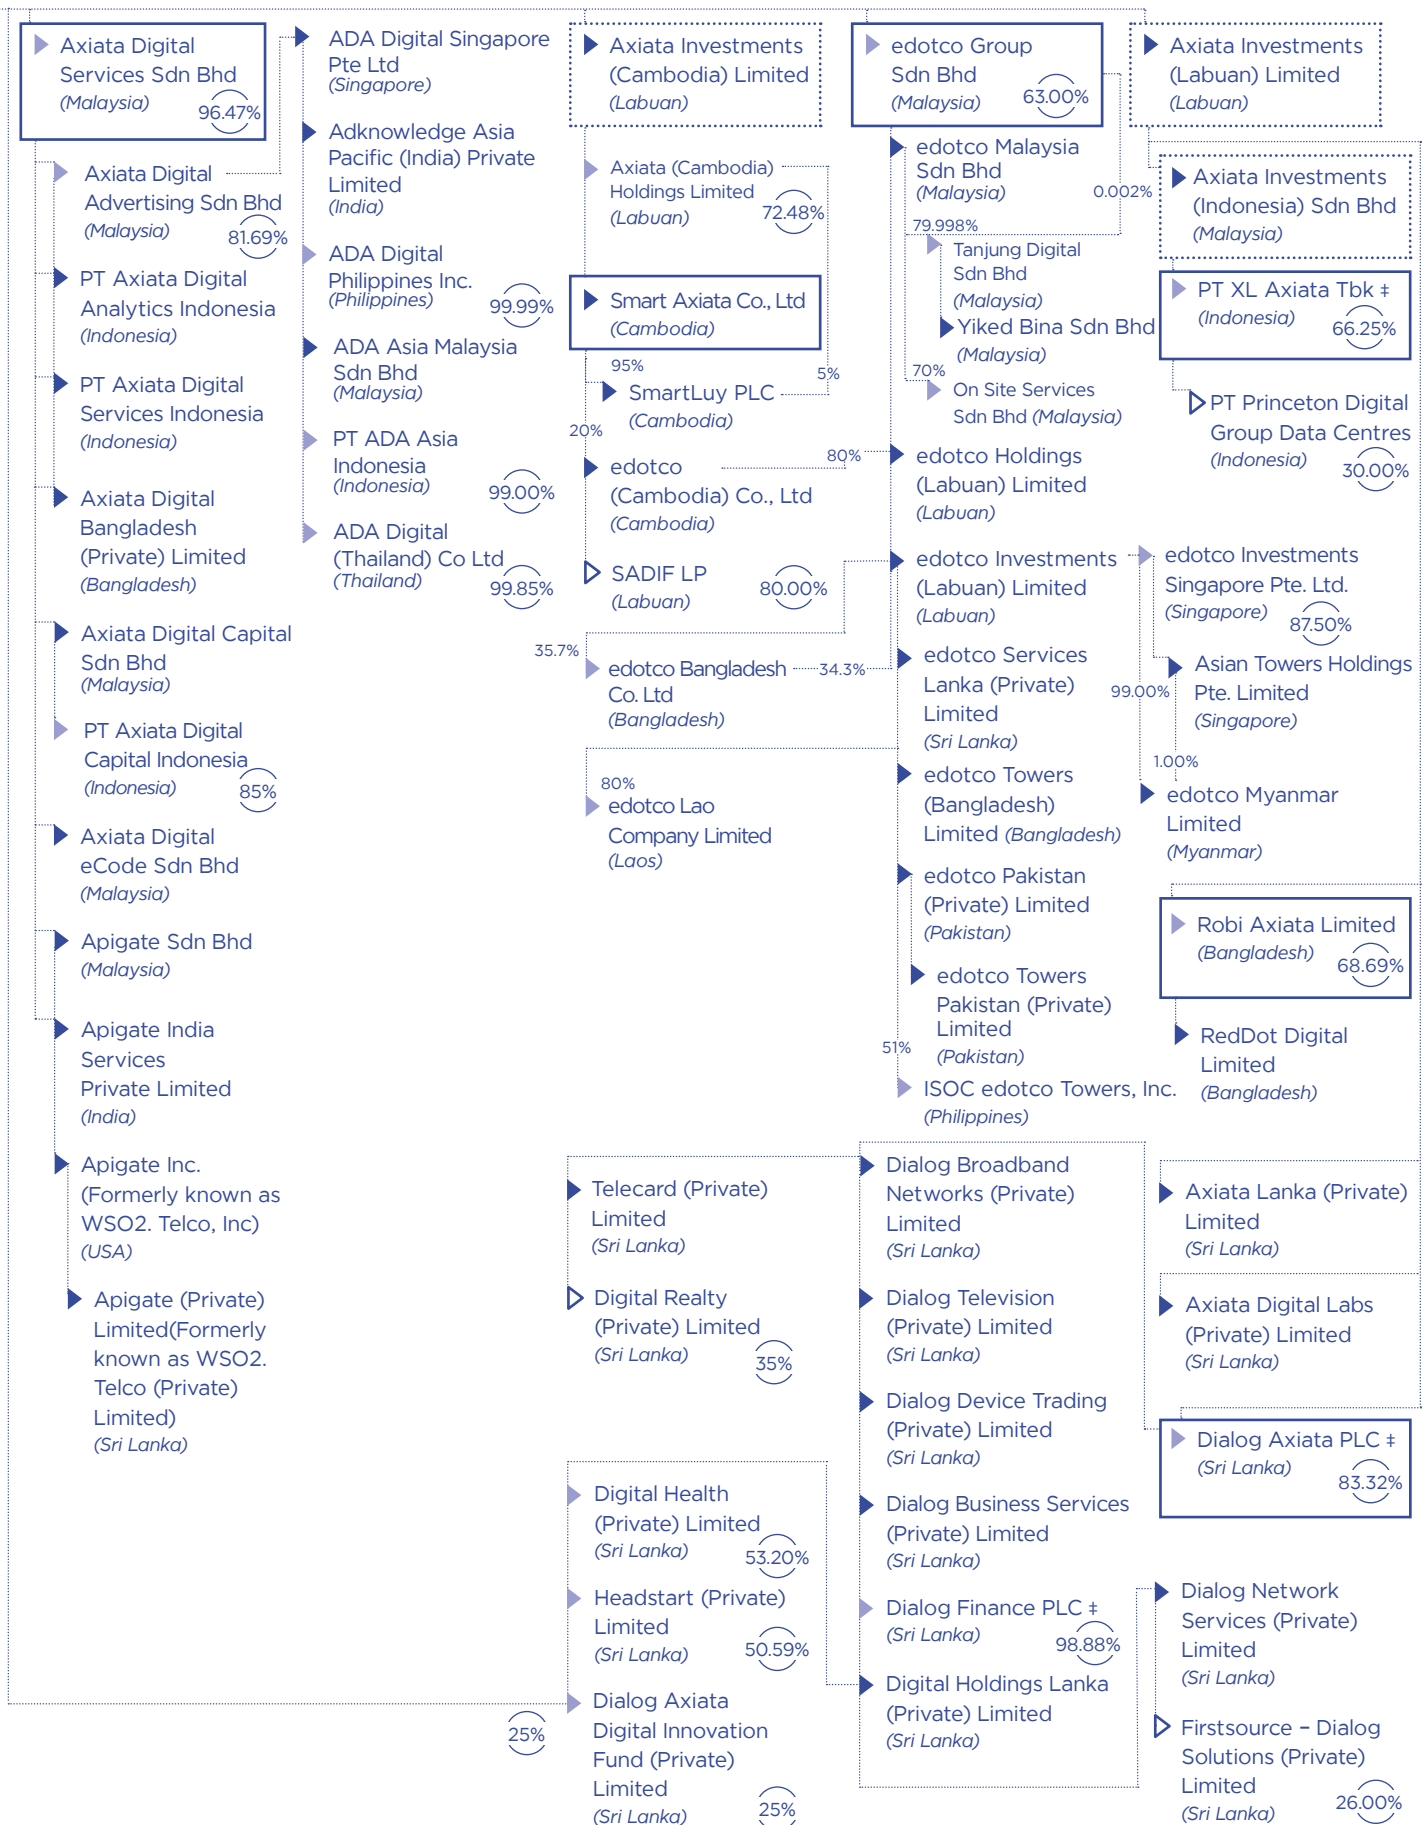 Axiata Digital
Services Sdn Bhd
(Malaysia)
96.47%
Axiata Digital
Advertising Sdn Bhd
(Malaysia)
81.69%
PT Axiata Digital
Analytics Indonesia
(Indonesia)
PT Axiata Digital
Services Indonesia
(Indonesia)
Axiata Digital
Bangladesh
(Private) Limited
(Bangladesh)
Axiata Digital Capital
Sdn Bhd
(Malaysia)
PT Axiata Digital
Capital Indonesia
(Indonesia)
85%
Axiata Digital
eCode Sdn Bhd
(Malaysia)
Apigate Sdn Bhd
(Malaysia)
Apigate India
Services
Private Limited
(India)
Apigate Inc.
(Formerly known as
WSO2. Telco, Inc)
(USA)
Apigate (Private)
Limited(Formerly
known as WSO2.
Telco (Private)
Limited)
(Sri Lanka)
ADA Digital Singapore
Pte Ltd
(Singapore)
Adknowledge Asia
Pacific (India) Private
Limited
(India)
ADA Digital
Philippines Inc.
(Philippines)
99.99%
ADA Asia Malaysia
Sdn Bhd
(Malaysia)
PT ADA Asia
Indonesia
(Indonesia)
99.00%
ADA Digital
(Thailand) Co Ltd
(Thailand)
99.85%
Axiata Investments
(Cambodia) Limited
(Labuan)
Axiata (Cambodia)
Holdings Limited
(Labuan)
72.48%
Smart Axiata Co., Ltd
(Cambodia)
95%
5%
SmartLuy PLC
(Cambodia)
20%
edotco
(Cambodia) Co., Ltd
(Cambodia)
80%
SADIF LP
(Labuan)
80.00%
35.7%
edotco Bangladesh
Co. Ltd
(Bangladesh)
34.3%
80%
edotco Lao
Company Limited
(Laos)
edotco Group
Sdn Bhd
(Malaysia)
63.00%
edotco Malaysia
Sdn Bhd
(Malaysia)
0.002%
79.998%
Tanjung Digital
Sdn Bhd
(Malaysia)
Yiked Bina Sdn Bhd
(Malaysia)
70%
On Site Services
Sdn Bhd (Malaysia)
edotco Holdings
(Labuan) Limited
(Labuan)
edotco Investments
(Labuan) Limited
(Labuan)
edotco Services
Lanka (Private)
Limited
(Sri Lanka)
edotco Towers
(Bangladesh)
Limited (Bangladesh)
edotco Pakistan
(Private) Limited
(Pakistan)
edotco Towers
Pakistan (Private)
Limited
(Pakistan)
51%
ISOC edotco Towers, Inc.
(Philippines)
Axiata Investments
(Labuan) Limited
(Labuan)
Axiata Investments
(Indonesia) Sdn Bhd
(Malaysia)
PT XL Axiata Tbk ‡
(Indonesia)
66.25%
PT Princeton Digital
Group Data Centres
(Indonesia)
30.00%
edotco Investments
Singapore Pte. Ltd.
(Singapore)
87.50%
Asian Towers Holdings
Pte. Limited
(Singapore)
99.00%
1.00%
edotco Myanmar
Limited
(Myanmar)
Robi Axiata Limited
(Bangladesh)
68.69%
RedDot Digital
Limited
(Bangladesh)
Telecard (Private)
Limited
(Sri Lanka)
Digital Realty
(Private) Limited
(Sri Lanka)
35%
Digital Health
(Private) Limited
(Sri Lanka)
53.20%
Headstart (Private)
Limited
(Sri Lanka)
50.59%
25%
Dialog Axiata
Digital Innovation
Fund (Private)
Limited
(Sri Lanka)
25%
Dialog Broadband
Networks (Private)
Limited
(Sri Lanka)
Dialog Television
(Private) Limited
(Sri Lanka)
Dialog Device Trading
(Private) Limited
(Sri Lanka)
Dialog Business Services
(Private) Limited
(Sri Lanka)
Dialog Finance PLC ‡
(Sri Lanka)
98.88%
Digital Holdings Lanka
(Private) Limited
(Sri Lanka)
Axiata Lanka (Private)
Limited
(Sri Lanka)
Axiata Digital Labs
(Private) Limited
(Sri Lanka)
Dialog Axiata PLC ‡
(Sri Lanka)
83.32%
Dialog Network
Services (Private)
Limited
(Sri Lanka)
Firstsource – Dialog
Solutions (Private)
Limited
(Sri Lanka)
26.00%